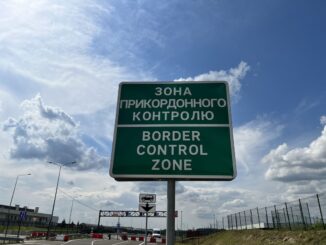 ЗОНА
ПРИКОРДОННОГО
КОНТРОЛЮ
BORDER
CONTROL
ZONE